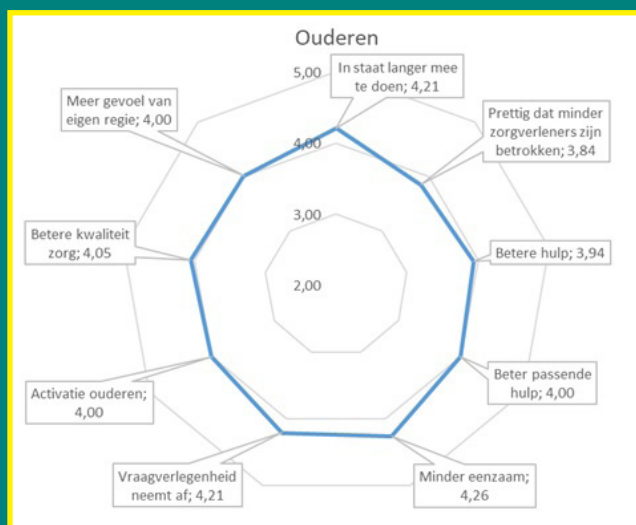 Ouderen
5,00
4,00
3,00
2,00
In staat langer mee
te doen; 4,21
Prettig dat minder
zorgverleners zijn
betrokken; 3,84
Betere hulp; 3,94
Beter passende
hulp; 4,00
Minder eenzaam;
4,26
Vraagverlegenheid
neemt af; 4,21
Activatie ouderen;
4,00
Betere kwaliteit
zorg; 4,05
Meer gevoel van
eigen regie; 4,00